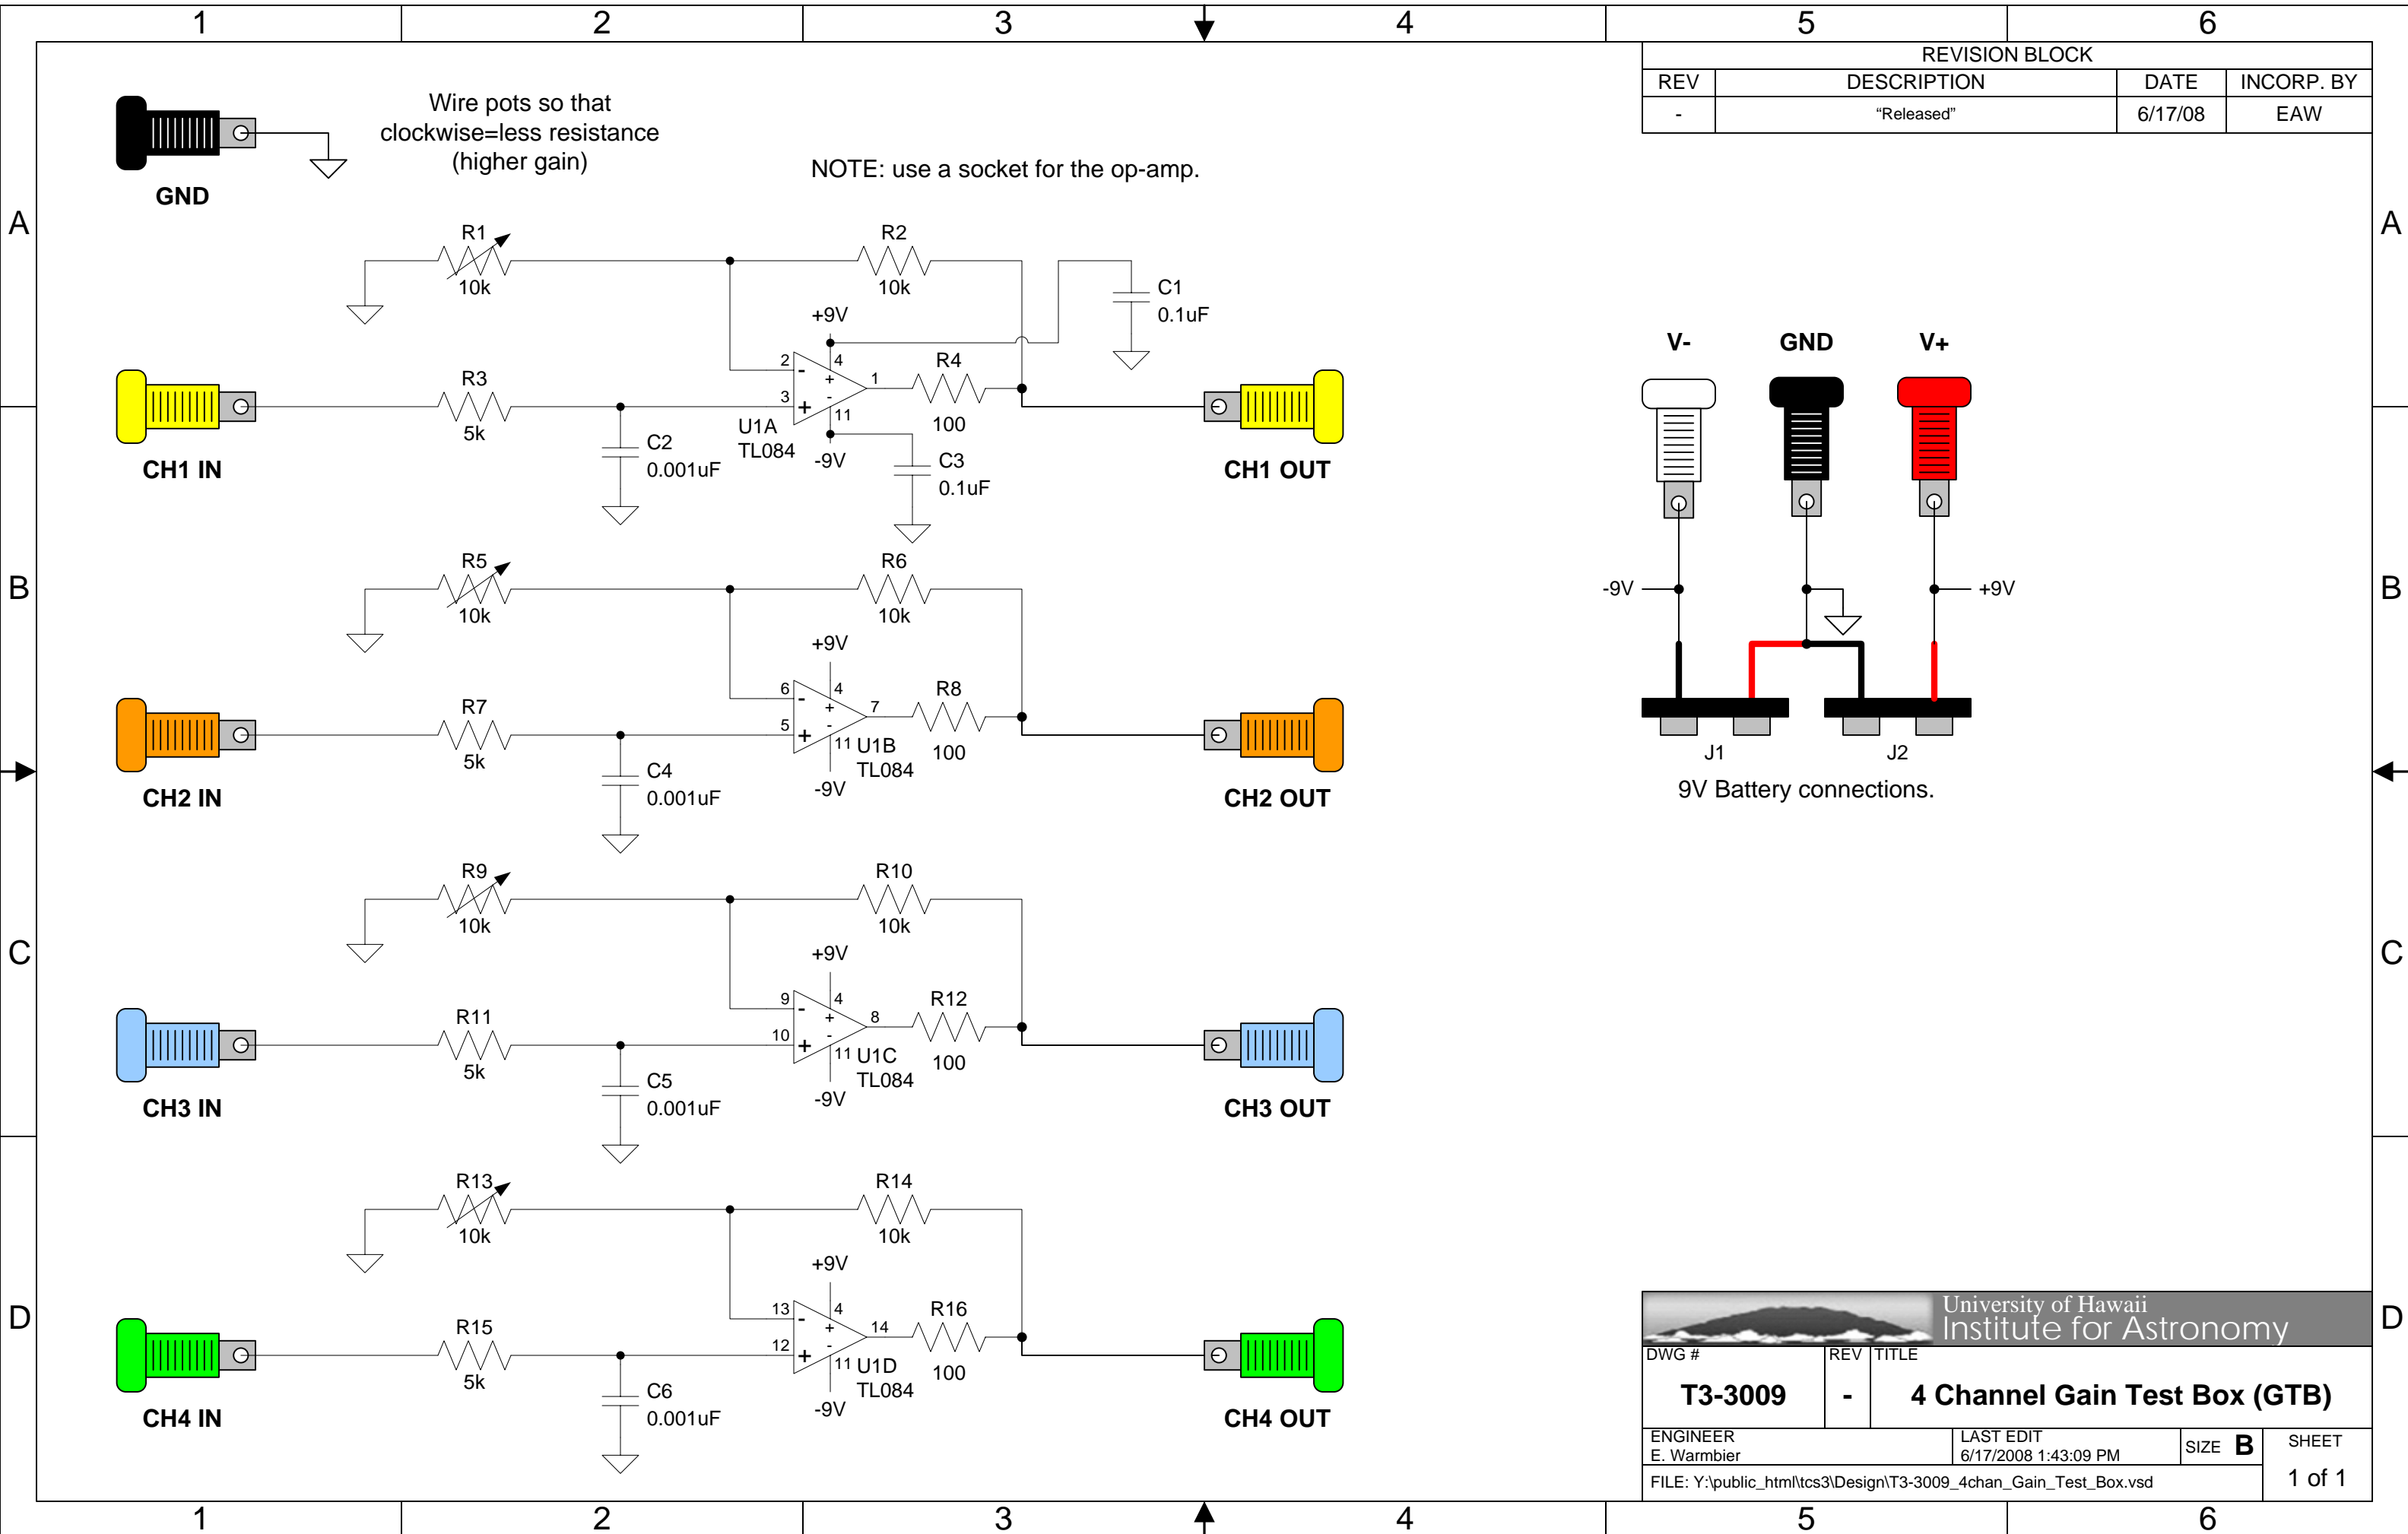 1 2 3 4 5 6
REVISION BLOCK
REV DESCRIPTION DATE INCORP. BY
- “Released” 6/17/08 EAW
GND
Wire pots so that
clockwise=less resistance
(higher gain)
NOTE: use a socket for the op-amp.
A
A
R1
10k
R2
10k
C1
0.1uF
+9V
CH1 IN
R3
5k
C2
0.001uF
2
-
3
+
4
+
-
11
1
U1A
TL084
-9V
R4
100
C3
0.1uF
CH1 OUT
V- GND V+
-9V
+9V
J1 J2
9V Battery connections.
B
B
R5
10k
R6
10k
+9V
CH2 IN
R7
5k
C4
0.001uF
6
-
5
+
4
+
-
11
7
U1B
TL084
-9V
R8
100
CH2 OUT
C
C
R9
10k
R10
10k
+9V
CH3 IN
R11
5k
C5
0.001uF
9
-
10
+
4
+
-
11
8
U1C
TL084
-9V
R12
100
CH3 OUT
D
D
R13
10k
R14
10k
+9V
CH4 IN
R15
5k
C6
0.001uF
13
-
12
+
4
+
-
11
14
U1D
TL084
-9V
R16
100
CH4 OUT
University of Hawaii
Institute for Astronomy
DWG # REV TITLE
T3-3009 - 4 Channel Gain Test Box (GTB)
ENGINEER
E. Warmbier
LAST EDIT
6/17/2008 1:43:09 PM
SIZE B
SHEET
1 of 1
FILE: Y:\public_html\tcs3\Design\T3-3009_4chan_Gain_Test_Box.vsd
1 2 3 4 5 6